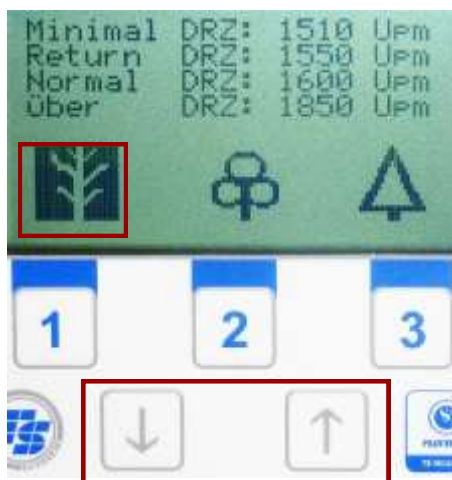 Minimal DRZ: 1510 Upm
Return DRZ: 1550 Upm
Normal DRZ: 1600 Upm
über DRZ: 1850 Upm
1 2 3